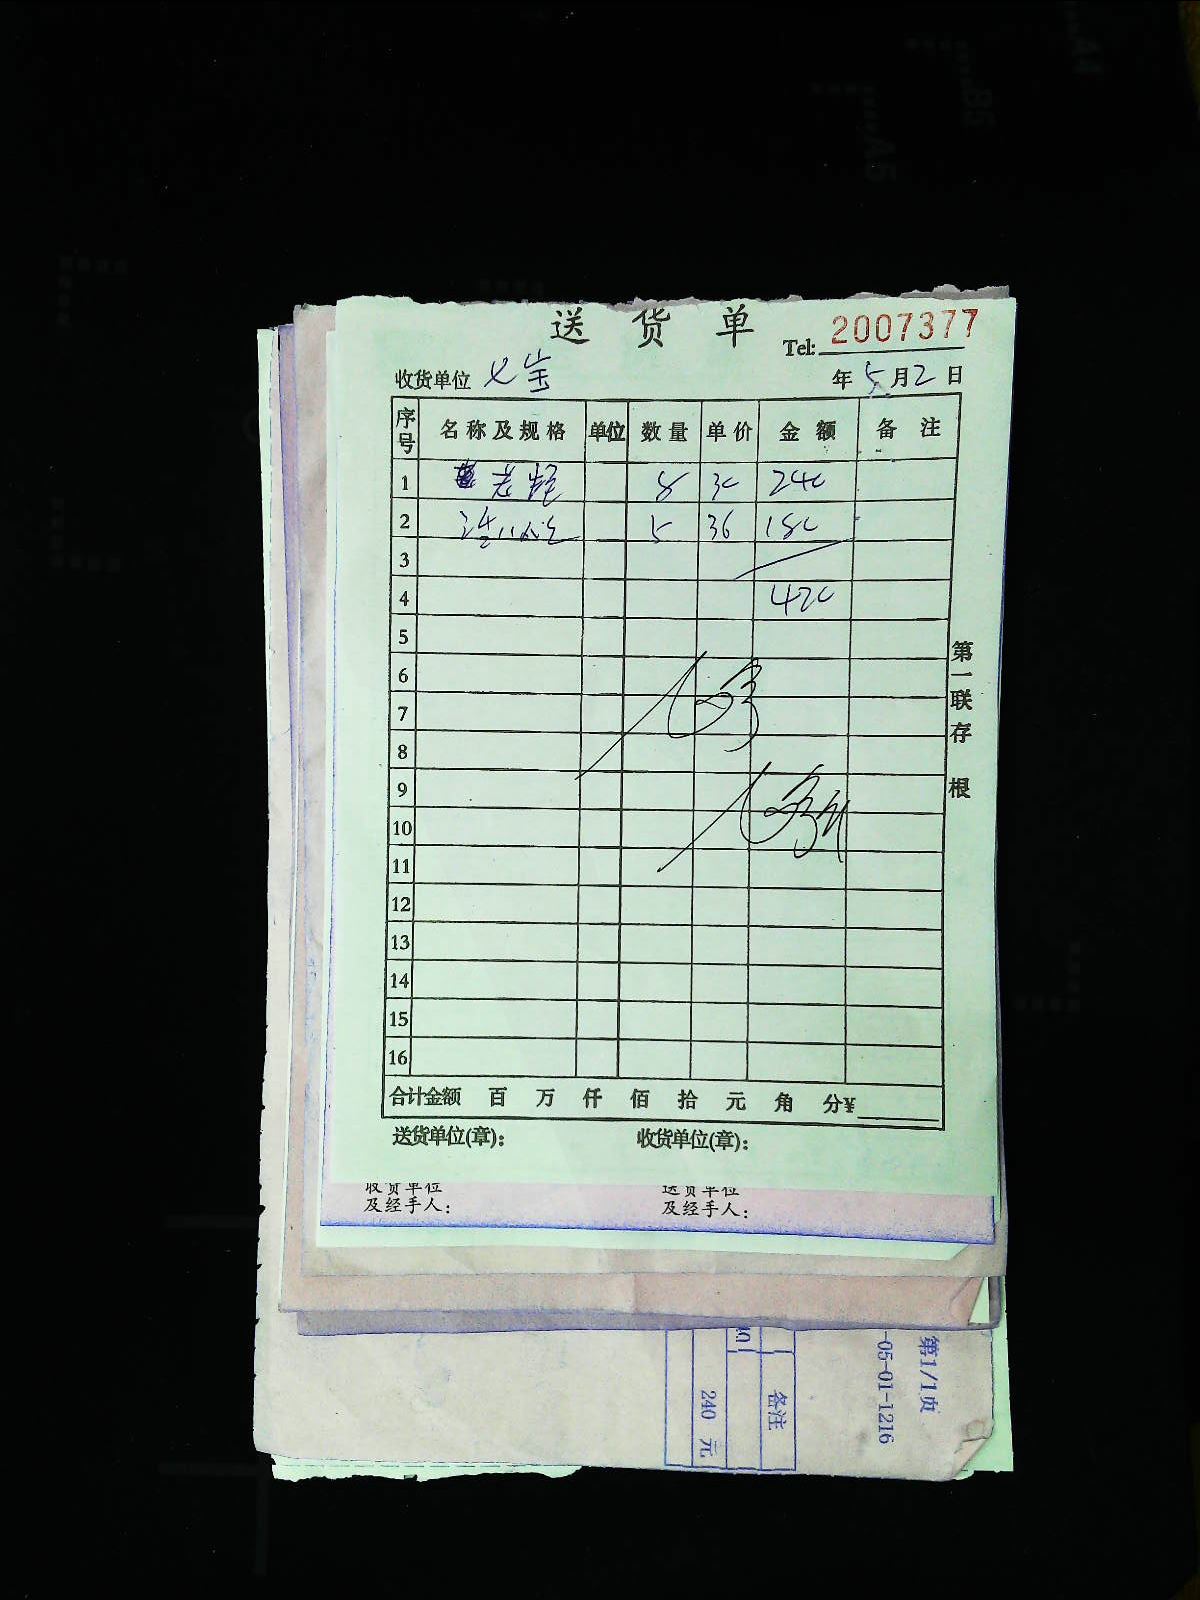 送货单
Tel: 2007377
收货单位 七宝 年 5 月 2 日
序号 名称及规格 单位 数量 单价 金额 备注
1 8 30 240
2 5 36 180
3
4 420
5
6
7
8
9
10
11
12
13
14
15
16
第一联存根
合计金额 百 万 仟 佰 拾 元 角 分¥
送货单位(章): 收货单位(章):
收货单位 送货单位
及经手人: 及经手人:
第1/1页
-05-01-1216
备注
240 元